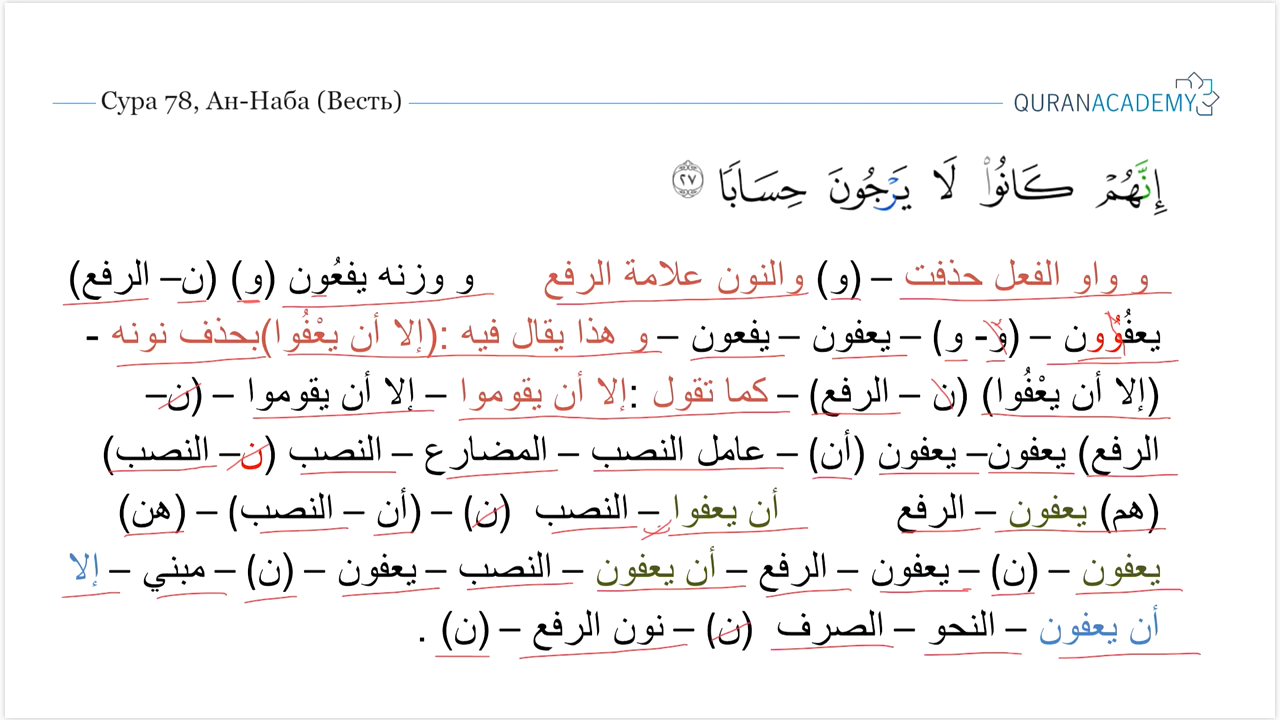 Сура 78, Ан-Наба (Весть)
QURANACADEMY
إِنَّهُمْ كَانُوا۟ لَا يَرْجُونَ حِسَابًا ٢٧
و واو الفعل حذفت – (و) والنون علامة الرفع و وزنه يفعُون (و) (ن– الرفع)
يعفُوُون – (وُ- و) – يعفون – يفعون – و هذا يقال فيه :(إلا أن يعْفُوا)بحذف نونه -
(إلا أن يعْفُوا) (ن – الرفع) – كما تقول :إلا أن يقوموا – إلا أن يقوموا – (ن–
الرفع) يعفون– يعفون (أن) – عامل النصب – المضارع – النصب (ن– النصب)
(هم) يعفون – الرفع أن يعفوا – النصب (ن) – (أن – النصب) – (هن)
يعفون – (ن) – يعفون – الرفع – أن يعفون – النصب – يعفون – (ن) – مبني – إلا
أن يعفون – النحو – الصرف (ن) – نون الرفع – (ن) .